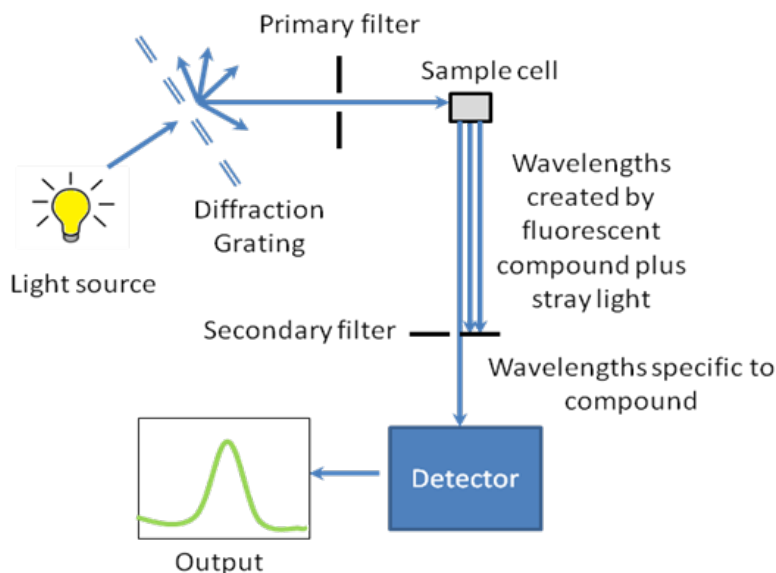 Primary filter
Sample cell
Diffraction
Grating
Light source
Wavelengths
created by
fluorescent
compound plus
stray light
Secondary filter
Wavelengths specific to
compound
Detector
Output